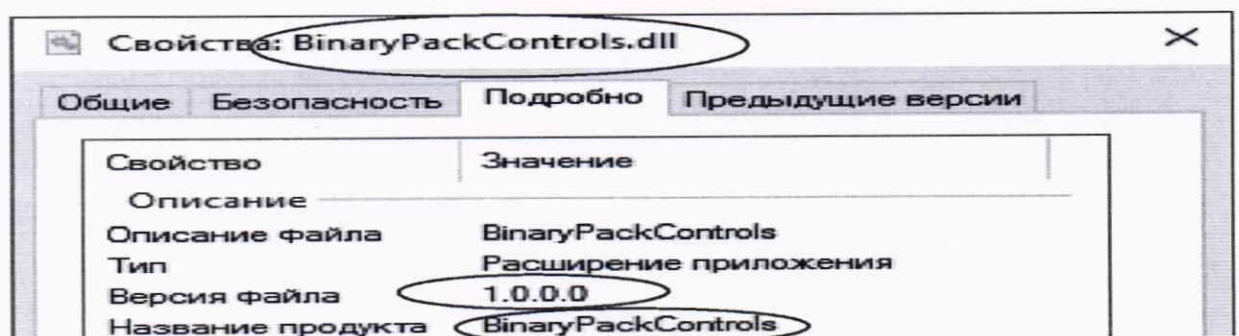 Свойства: BinaryPackControls.dll
Общие Безопасность Подробно Предыдущие версии
Свойство Значение
Описание
Описание файла BinaryPackControls
Тип Расширение приложения
Версия файла 1.0.0.0
Название продукта BinaryPackControls